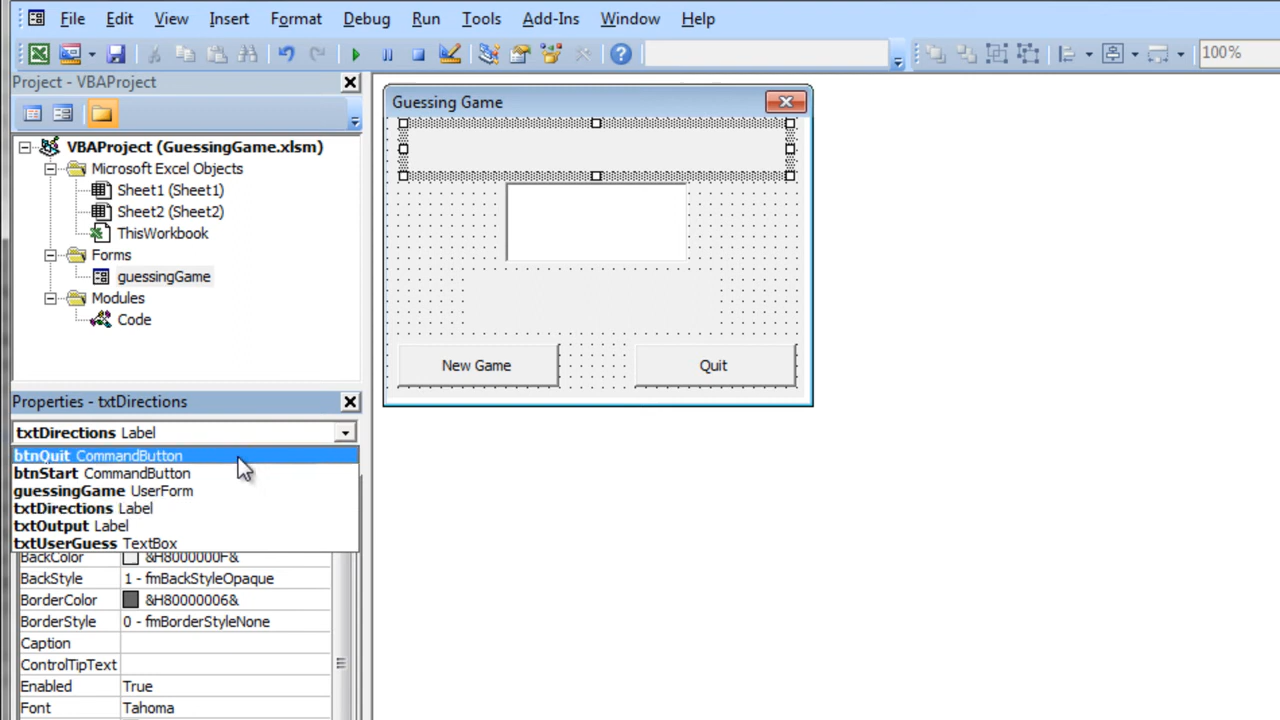 File Edit View Insert Format Debug Run Tools Add-Ins Window Help
100%
Project - VBAProject
VBAProject (GuessingGame.xlsm)
Microsoft Excel Objects
Sheet1 (Sheet1)
Sheet2 (Sheet2)
ThisWorkbook
Forms
guessingGame
Modules
Code
Properties - txtDirections
txtDirections Label
btnQuit CommandButton
btnStart CommandButton
guessingGame UserForm
txtDirections Label
txtOutput Label
txtUserGuess TextBox
BackColor &H8000000F&
BackStyle 1 - fmBackStyleOpaque
BorderColor &H80000006&
BorderStyle 0 - fmBorderStyleNone
Caption
ControlTipText
Enabled True
Font Tahoma
Guessing Game
New Game Quit